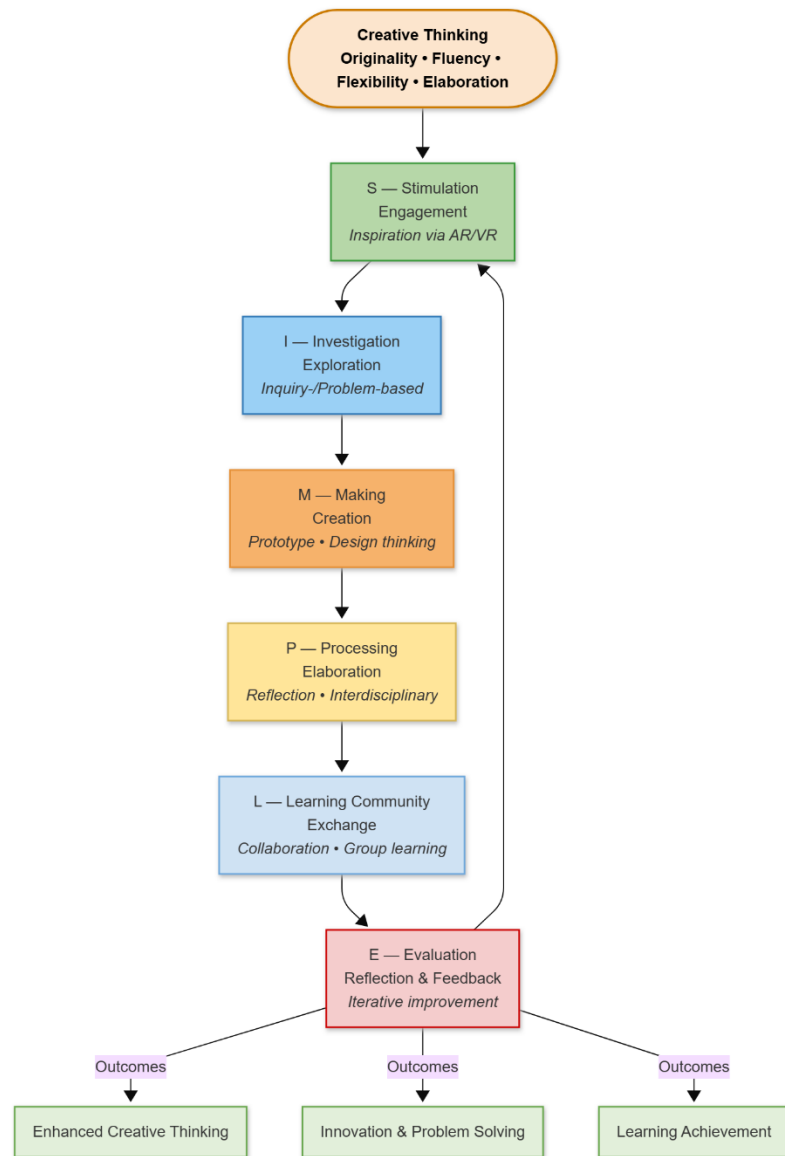 Creative Thinking
Originality • Fluency •
Flexibility • Elaboration
S — Stimulation
Engagement
Inspiration via AR/VR
I — Investigation
Exploration
Inquiry-/Problem-based
M — Making
Creation
Prototype • Design thinking
P — Processing
Elaboration
Reflection • Interdisciplinary
L — Learning Community
Exchange
Collaboration • Group learning
E — Evaluation
Reflection & Feedback
Iterative improvement
Outcomes
Outcomes
Outcomes
Enhanced Creative Thinking
Innovation & Problem Solving
Learning Achievement